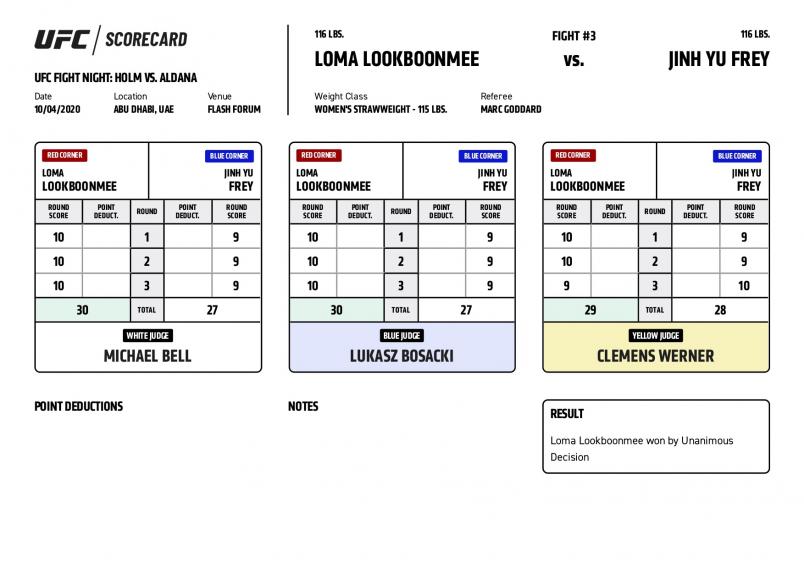 UFC / SCORECARD
UFC FIGHT NIGHT: HOLM VS. ALDANA
Date Location Venue
10/04/2020 ABU DHABI, UAE FLASH FORUM
116 LBS. FIGHT #3 116 LBS.
LOMA LOOKBOONMEE VS. JINH YU FREY
Weight Class Referee
WOMEN'S STRAWWEIGHT - 115 LBS. MARC GODDARD
RED CORNER BLUE CORNER
LOMA JINH YU
LOOKBOONMEE FREY
ROUND SCORE POINT DEDUCT. ROUND POINT DEDUCT. ROUND SCORE
10 1 9
10 2 9
10 3 9
30 TOTAL 27
WHITE JUDGE
MICHAEL BELL
RED CORNER BLUE CORNER
LOMA JINH YU
LOOKBOONMEE FREY
ROUND SCORE POINT DEDUCT. ROUND POINT DEDUCT. ROUND SCORE
10 1 9
10 2 9
10 3 9
30 TOTAL 27
BLUE JUDGE
LUKASZ BOSACKI
RED CORNER BLUE CORNER
LOMA JINH YU
LOOKBOONMEE FREY
ROUND SCORE POINT DEDUCT. ROUND POINT DEDUCT. ROUND SCORE
10 1 9
10 2 9
9 3 10
29 TOTAL 28
YELLOW JUDGE
CLEMENS WERNER
POINT DEDUCTIONS
NOTES
RESULT
Loma Lookboonmee won by Unanimous
Decision